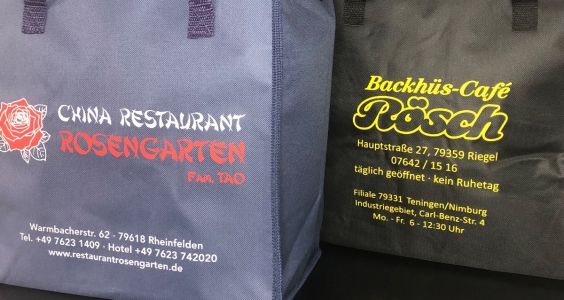 CHINA RESTAURANT
ROSENGARTEN
FAM. TAO
Warmbacherstr. 62 · 79618 Rheinfelden
Tel. +49 7623 1409 · Hotel +49 7623 742020
www.restaurantrosengarten.de
Backhüs-Café
Rösch
Hauptstraße 27, 79359 Riegel
07642 / 15 16
täglich geöffnet · kein Ruhetag
Filiale 79331 Teningen/Nimburg
Industriegebiet, Carl-Benz-Str. 4
Mo. - Fr. 6 - 12:30 Uhr